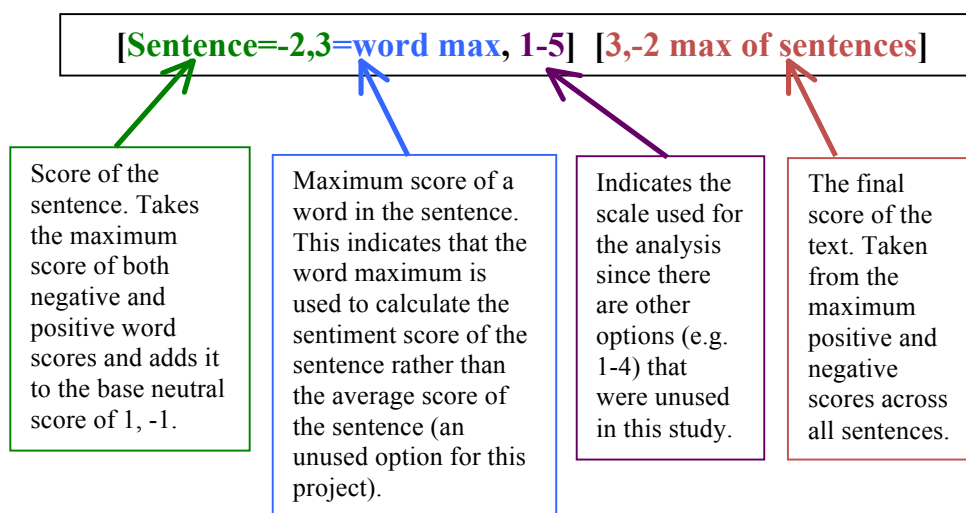 [Sentence=-2,3=word max, 1-5] [3,-2 max of sentences]
Score of the
sentence. Takes
the maximum
score of both
negative and
positive word
scores and adds it
to the base neutral
score of 1, -1.
Maximum score of a
word in the sentence.
This indicates that the
word maximum is
used to calculate the
sentiment score of the
sentence rather than
the average score of
the sentence (an
unused option for this
project).
Indicates the
scale used for
the analysis
since there
are other
options (e.g.
1-4) that
were unused
in this study.
The final
score of the
text. Taken
from the
maximum
positive and
negative
scores across
all sentences.